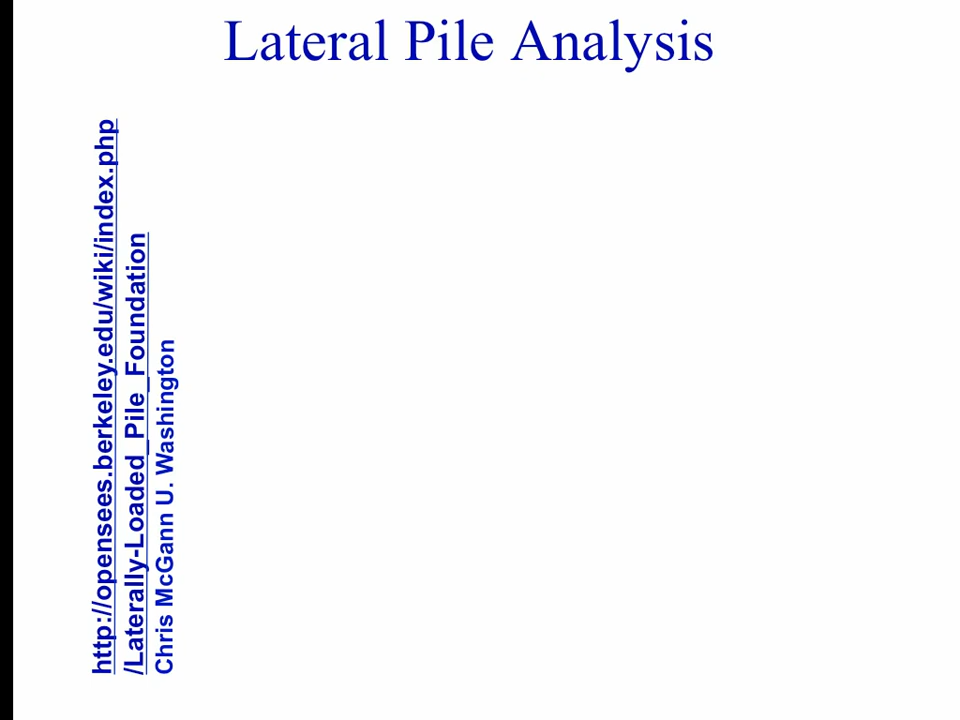 Lateral Pile Analysis
http://opensees.berkeley.edu/wiki/index.php
/Laterally-Loaded_Pile_Foundation
Chris McGann U. Washington